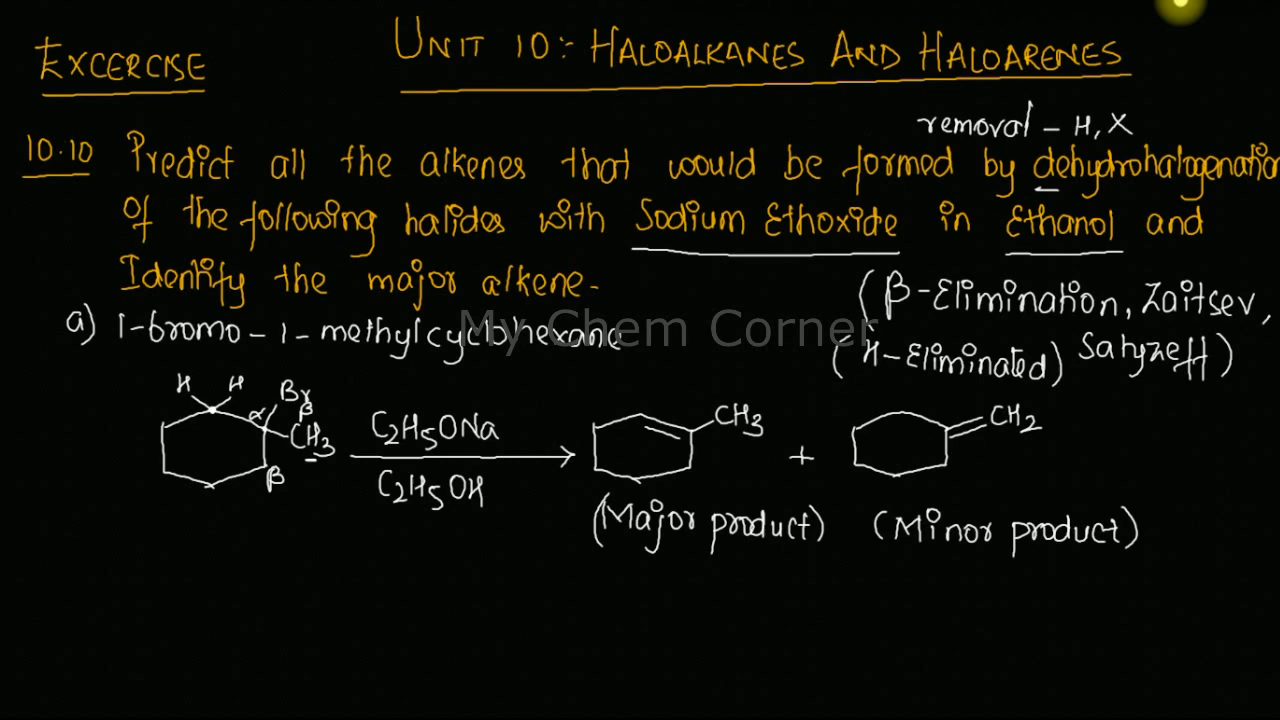 EXCERCISE
UNIT 10:- HALOALKANES AND HALOARENES
removal - H, X
10.10 Predict all the alkenes that would be formed by dehydrohalogenatio
of the following halides with Sodium Ethoxide in Ethanol and
Identify the major alkene.
(β-Elimination, Zaitsev,
a) 1-bromo-1-methylcyclohexane
My Chem Corner
(H-Eliminated) Satyzeff)
H H Br
α β
CH3
β
C2H5ONa
C2H5OH
CH3
+
CH2
(Major product) (Minor product)